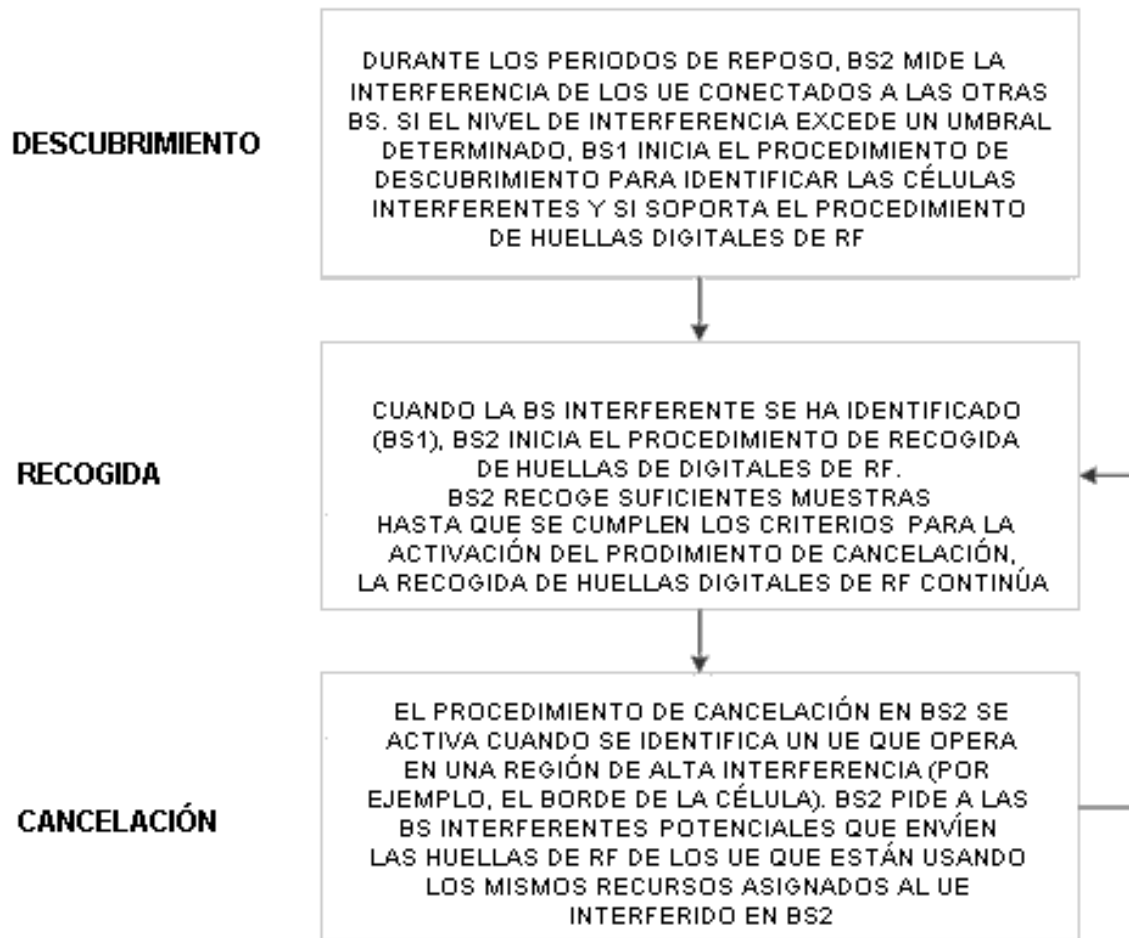 DESCUBRIMIENTO
DURANTE LOS PERIODOS DE REPOSO, BS2 MIDE LA
INTERFERENCIA DE LOS UE CONECTADOS A LAS OTRAS
BS. SI EL NIVEL DE INTERFERENCIA EXCEDE UN UMBRAL
DETERMINADO, BS1 INICIA EL PROCEDIMIENTO DE
DESCUBRIMIENTO PARA IDENTIFICAR LAS CÉLULAS
INTERFERENTES Y SI SOPORTA EL PROCEDIMIENTO
DE HUELLAS DIGITALES DE RF
RECOGIDA
CUANDO LA BS INTERFERENTE SE HA IDENTIFICADO
(BS1), BS2 INICIA EL PROCEDIMIENTO DE RECOGIDA
DE HUELLAS DE DIGITALES DE RF.
BS2 RECOGE SUFICIENTES MUESTRAS
HASTA QUE SE CUMPLEN LOS CRITERIOS PARA LA
ACTIVACIÓN DEL PRODIMIENTO DE CANCELACIÓN,
LA RECOGIDA DE HUELLAS DIGITALES DE RF CONTINÚA
CANCELACIÓN
EL PROCEDIMIENTO DE CANCELACIÓN EN BS2 SE
ACTIVA CUANDO SE IDENTIFICA UN UE QUE OPERA
EN UNA REGIÓN DE ALTA INTERFERENCIA (POR
EJEMPLO, EL BORDE DE LA CÉLULA). BS2 PIDE A LAS
BS INTERFERENTES POTENCIALES QUE ENVÍEN
LAS HUELLAS DE RF DE LOS UE QUE ESTÁN USANDO
LOS MISMOS RECURSOS ASIGNADOS AL UE
INTERFERIDO EN BS2